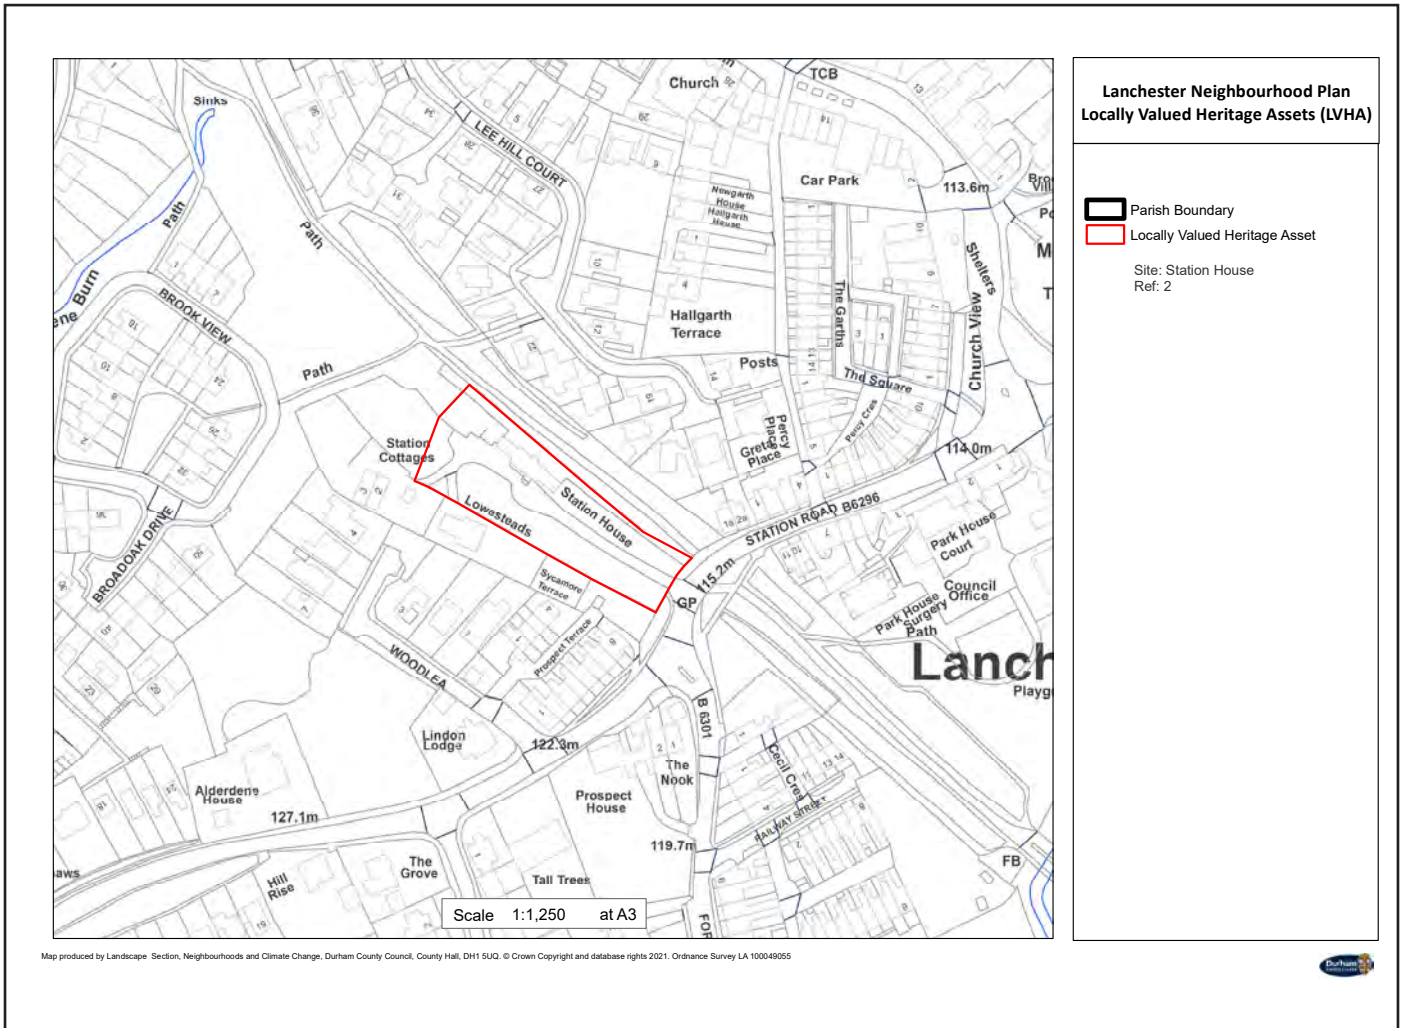 Lanchester Neighbourhood Plan
Locally Valued Heritage Assets (LVHA)
Parish Boundary
Locally Valued Heritage Asset
Site: Station House
Ref: 2
Sinks
Church
TCB
LEE HILL COURT
Car Park
113.6m
Newgarth
House
Hallgarth
House
Path
Path
Burn
BROOK VIEW
Shelters
The Garths
Church View
Hallgarth
Terrace
Posts
The Square
Path
Percy Cres
Percy
Place
Greta
Place
114.0m
Station
Cottages
Station House
Lowesteads
STATION ROAD B6296
BROADOAK DRIVE
115.2m
Park House
Court
Council
Office
Park House
Surgery
Path
Sycamore
Terrace
GP
Prospect Terrace
WOODLEA
Lanch
Playg
B 6301
Lindon
Lodge
122.3m
The
Nook
Cecil Cres
Alderdene
House
Prospect
House
127.1m
RAILWAY STREET
119.7m
FB
aws
Hill
Rise
The
Grove
Tall Trees
FOR
Scale 1:1,250 at A3
Map produced by Landscape Section, Neighbourhoods and Climate Change, Durham County Council, County Hall, DH1 5UQ. © Crown Copyright and database rights 2021. Ordnance Survey LA 100049055
Durham